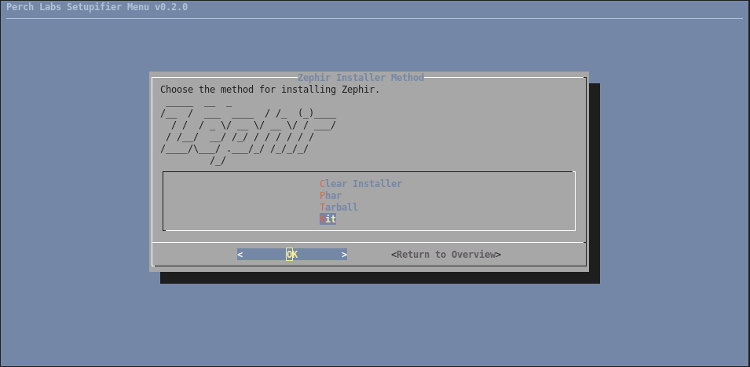 Perch Labs Setupifier Menu v0.2.0
Zephir Installer Method
Choose the method for installing Zephir.
Clear Installer
Phar
Tarball
Git
< OK >
<Return to Overview>